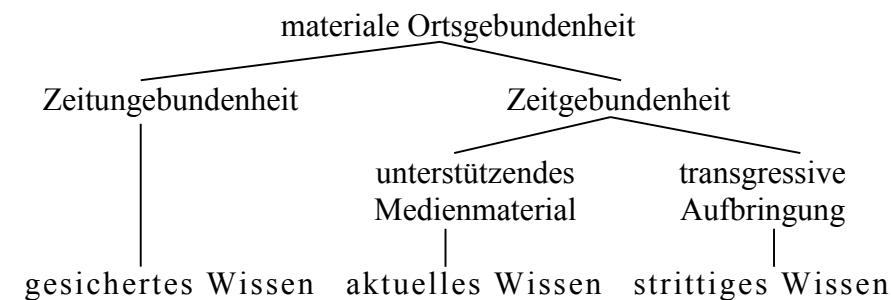 materiale Ortsgebundenheit
Zeitungebundenheit Zeitgebundenheit
unterstützendes transgressive
Medienmaterial Aufbringung
gesichertes Wissen aktuelles Wissen strittiges Wissen